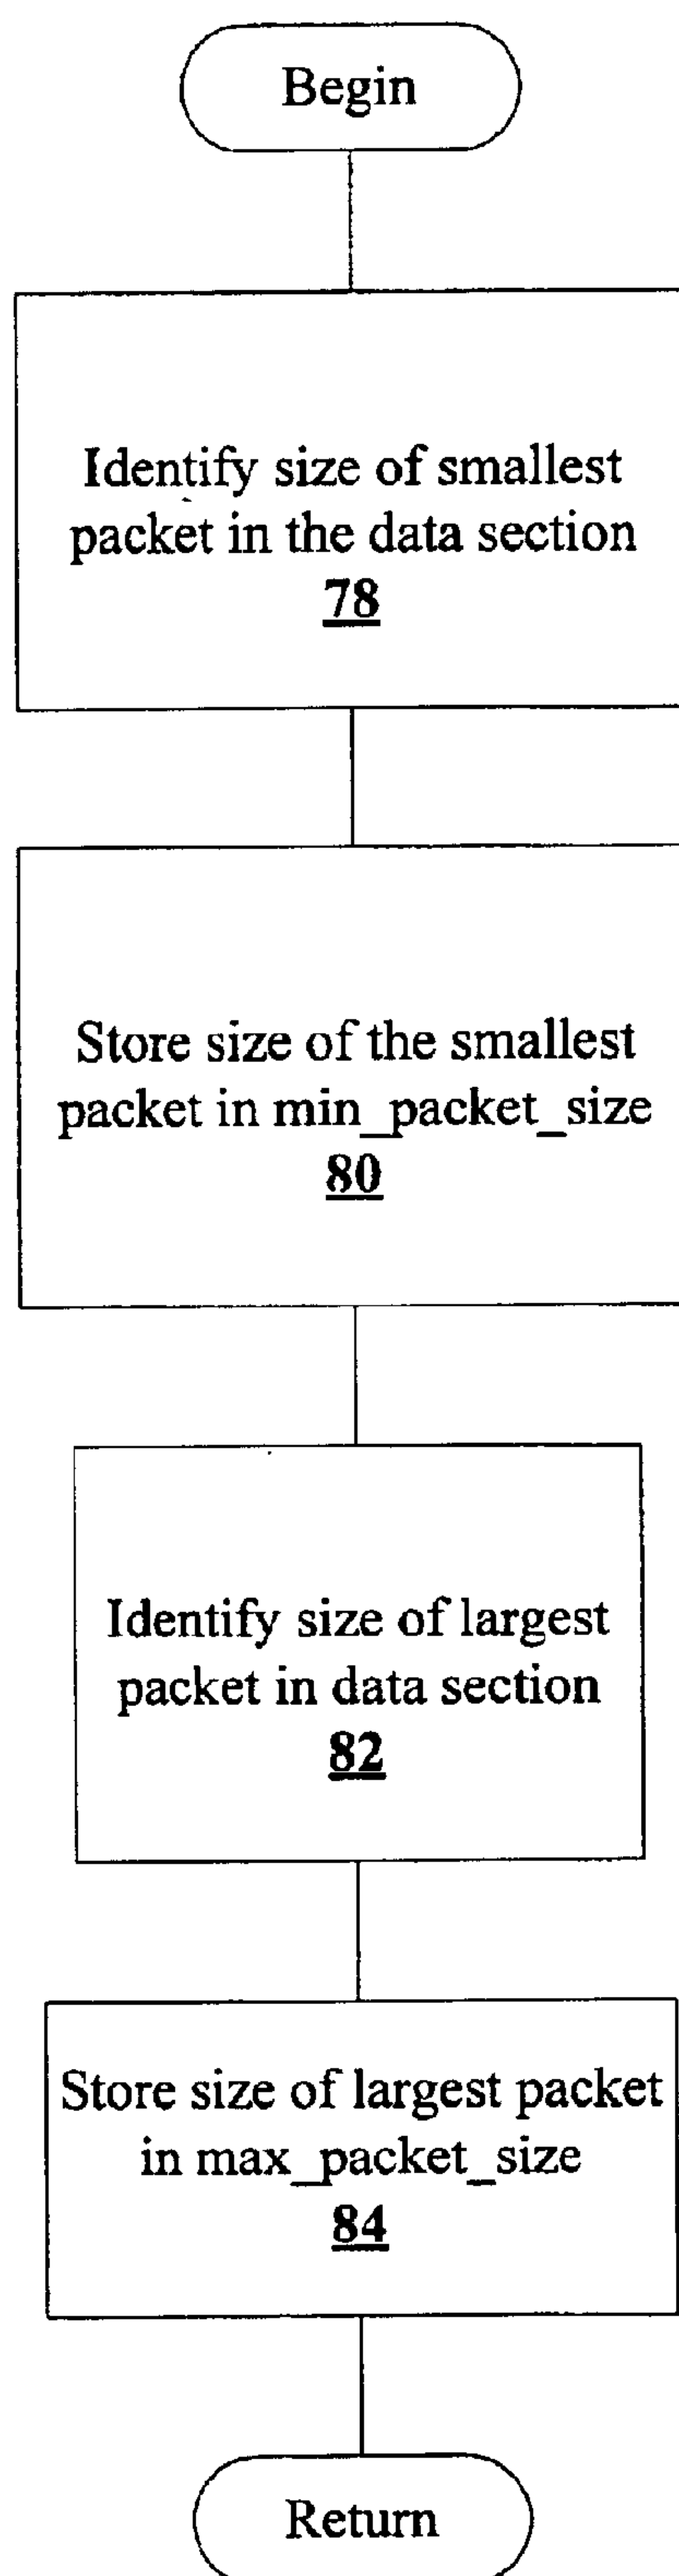 Begin
Identify size of smallest
packet in the data section
78
Store size of the smallest
packet in min_packet_size
80
Identify size of largest
packet in data section
82
Store size of largest packet
in max_packet_size
84
Return